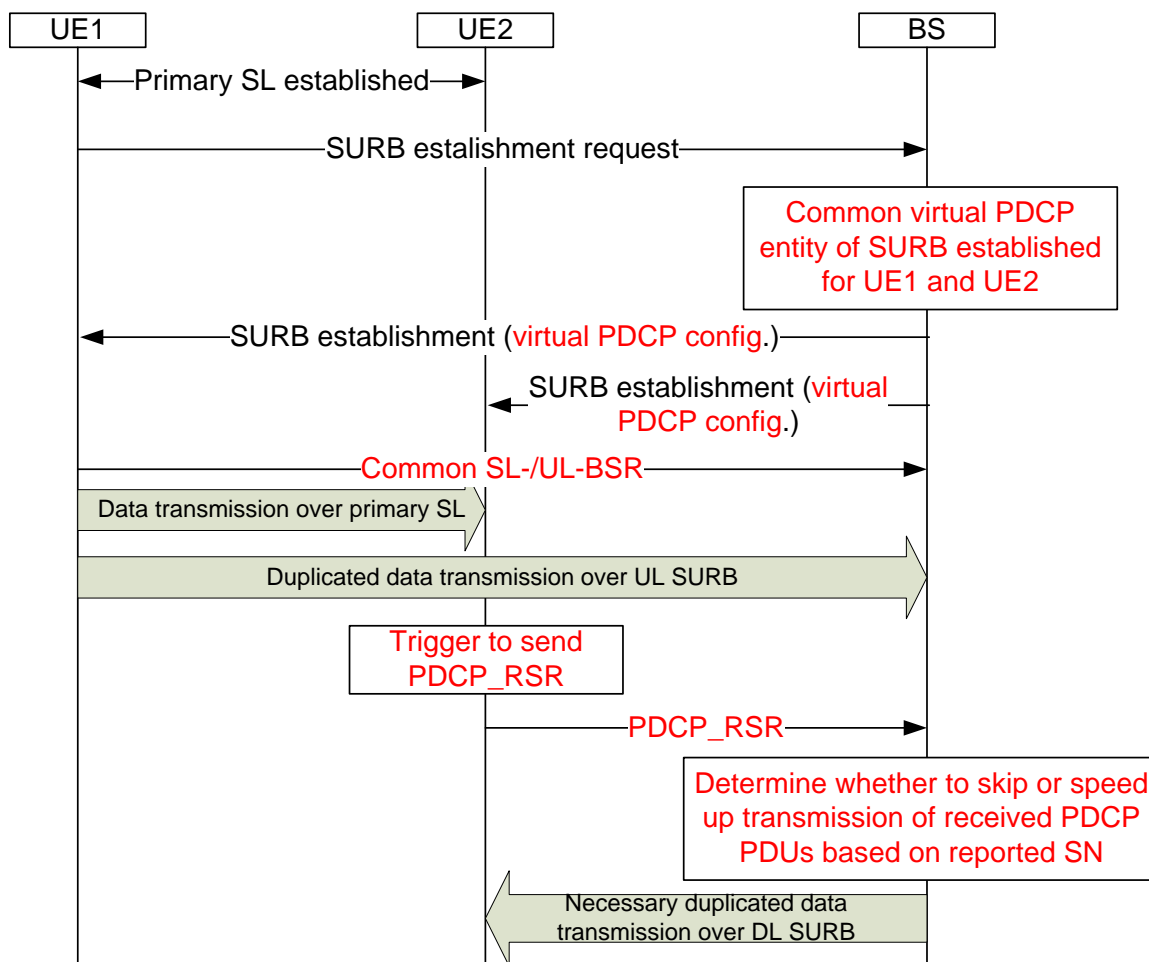 UE1
UE2
BS
Primary SL established
SURB estalishment request
Common virtual PDCP
entity of SURB established
for UE1 and UE2
SURB establishment (virtual PDCP config.)
SURB establishment (virtual
PDCP config.)
Common SL-/UL-BSR
Data transmission over primary SL
Duplicated data transmission over UL SURB
Trigger to send
PDCP_RSR
PDCP_RSR
Determine whether to skip or speed
up transmission of received PDCP
PDUs based on reported SN
Necessary duplicated data
transmission over DL SURB